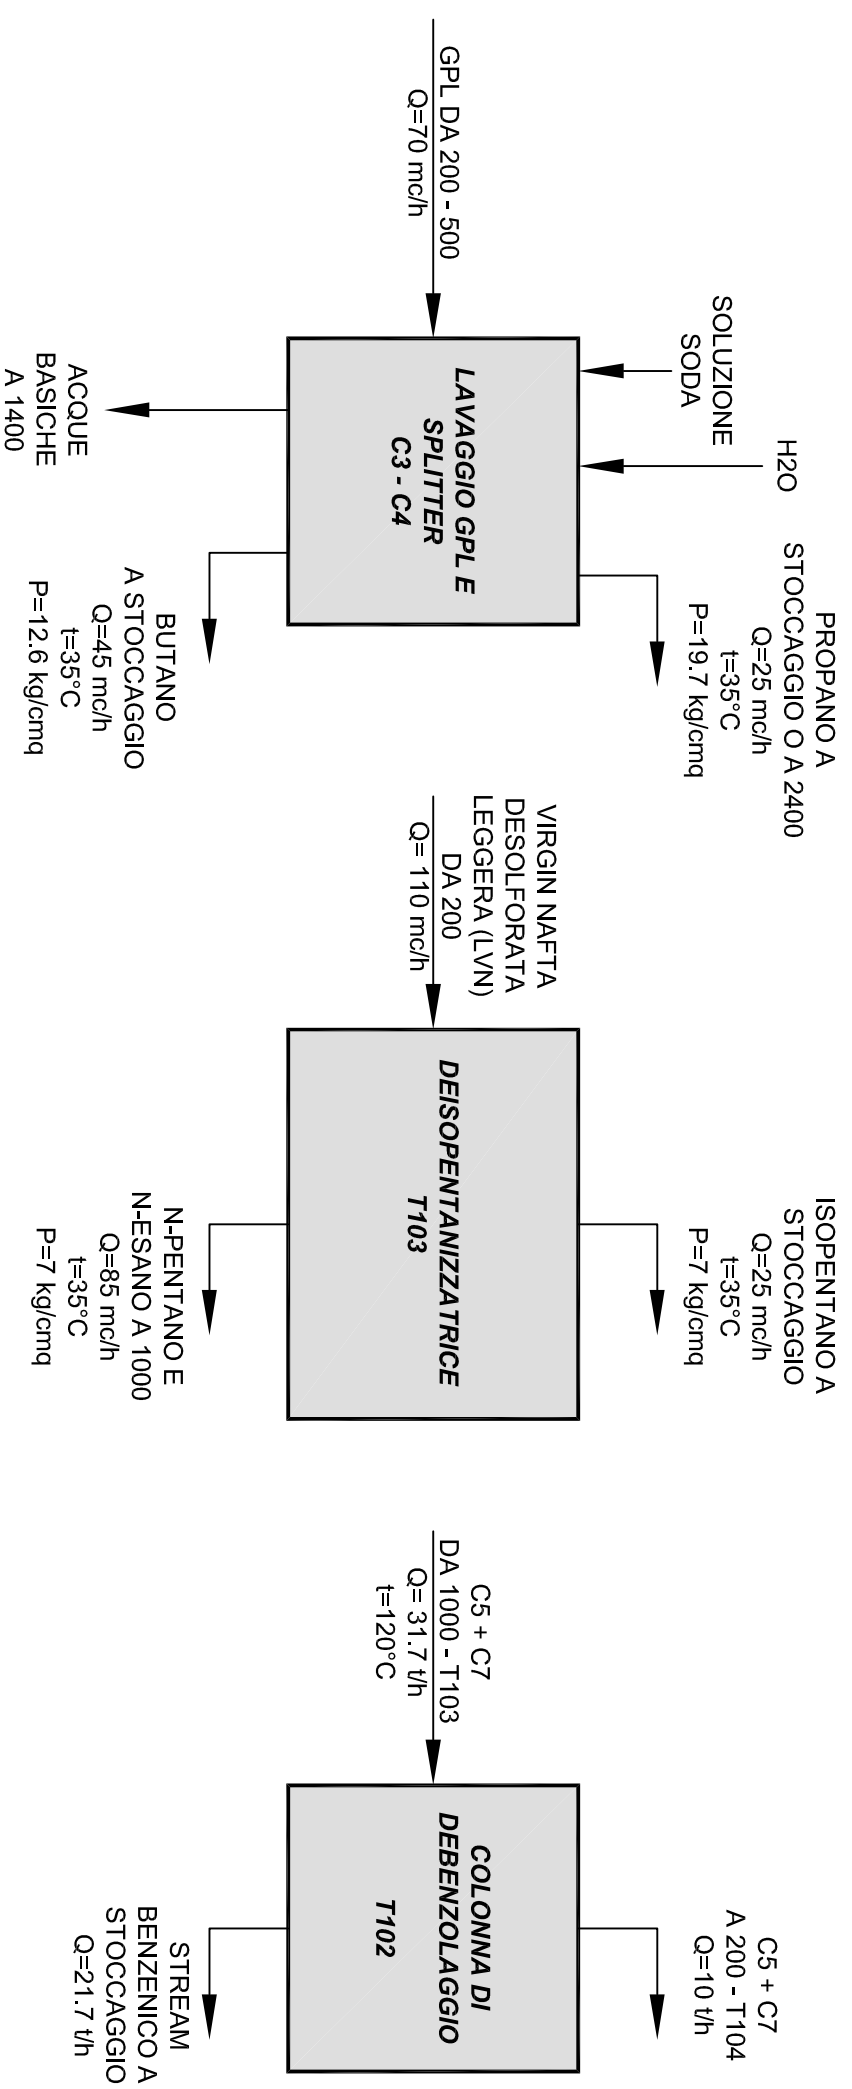 GPL DA 200 - 500
Q=70 mc/h
SOLUZIONE
SODA
H2O
PROPANO A
STOCCAGGIO O A 2400
Q=25 mc/h
t=35°C
P=19.7 kg/cmq
LAVAGGIO GPL E
SPLITTER
C3 - C4
ACQUE
BASICHE
A 1400
BUTANO
A STOCCAGGIO
Q=45 mc/h
t=35°C
P=12.6 kg/cmq
VIRGIN NAFTA
DESOLFORATA
LEGGERA (LVN)
DA 200
Q= 110 mc/h
ISOPENTANO A
STOCCAGGIO
Q=25 mc/h
t=35°C
P=7 kg/cmq
DEISOPENTANIZZATRICE
T103
N-PENTANO E
N-ESANO A 1000
Q=85 mc/h
t=35°C
P=7 kg/cmq
C5 + C7
DA 1000 - T103
Q= 31.7 t/h
t=120°C
C5 + C7
A 200 - T104
Q=10 t/h
COLONNA DI
DEBENZOLAGGIO
T102
STREAM
BENZENICO A
STOCCAGGIO
Q=21.7 t/h